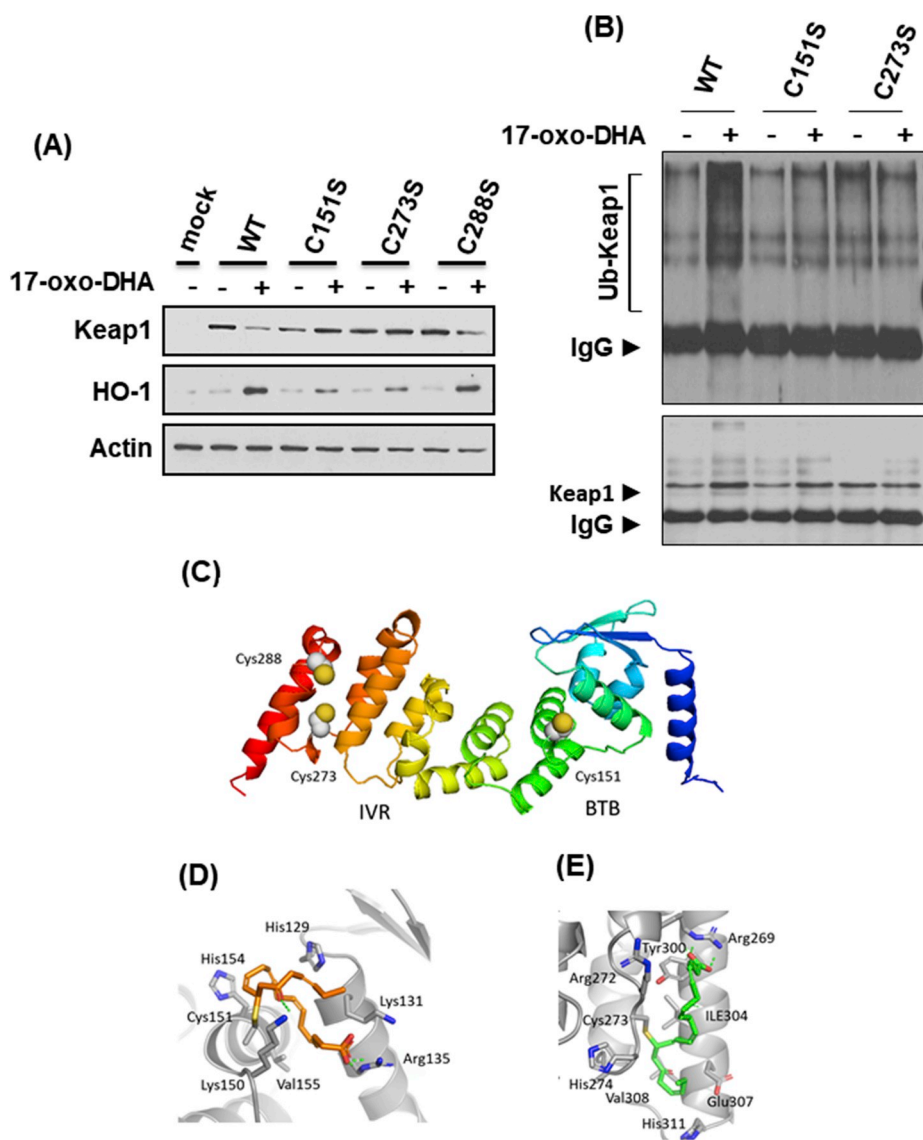 (A)
mock
WT
C151S
C273S
C288S
17-oxo-DHA
- - + - + - + - +
Keap1
HO-1
Actin
(B)
WT
C151S
C273S
17-oxo-DHA
- + - + - +
Ub-Keap1
IgG ►
Keap1 ►
IgG ►
(C)
Cys288
Cys273
Cys151
IVR
BTB
(D)
His129
His154
Cys151
Lys131
Lys150
Val155
Arg135
(E)
Tyr300
Arg269
Arg272
Cys273
ILE304
His274
Val308
Glu307
His311